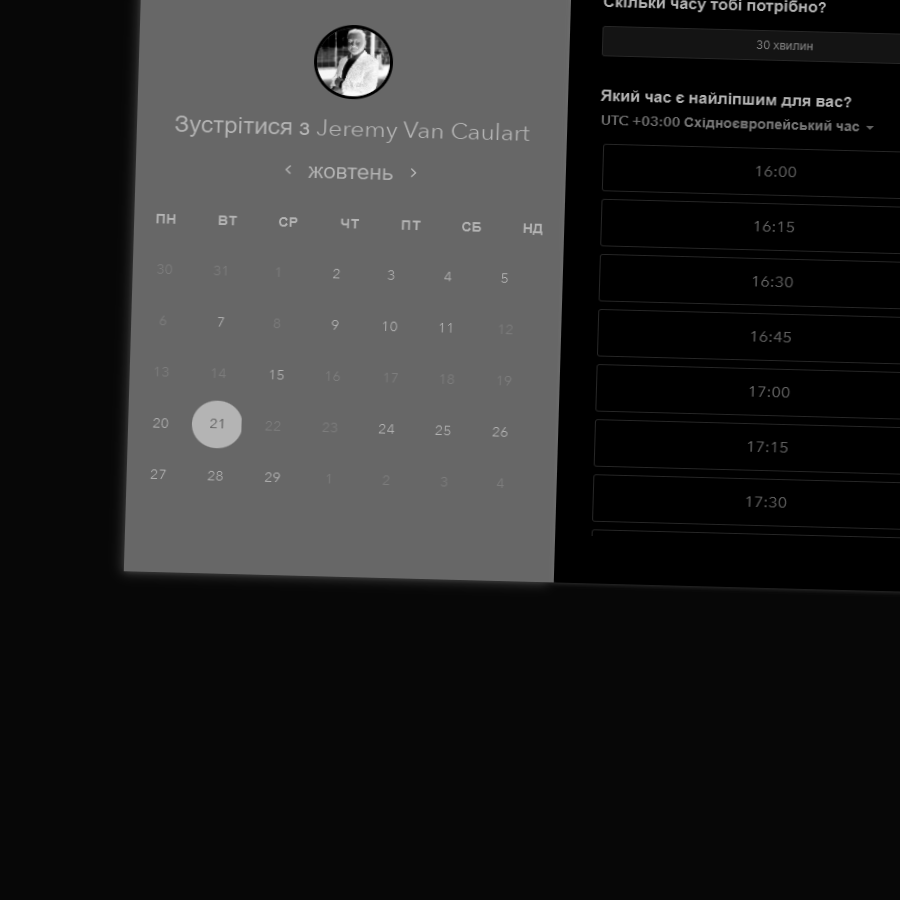 Зустрітися з Jeremy Van Caulart
‹ жовтень ›
ПН ВТ СР ЧТ ПТ СБ НД
30 31 1 2 3 4 5
6 7 8 9 10 11 12
13 14 15 16 17 18 19
20 21 22 23 24 25 26
27 28 29 1 2 3 4
Скільки часу тобі потрібно?
30 хвилин
Який час є найліпшим для вас?
UTC +03:00 Східноєвропейський час
16:00
16:15
16:30
16:45
17:00
17:15
17:30